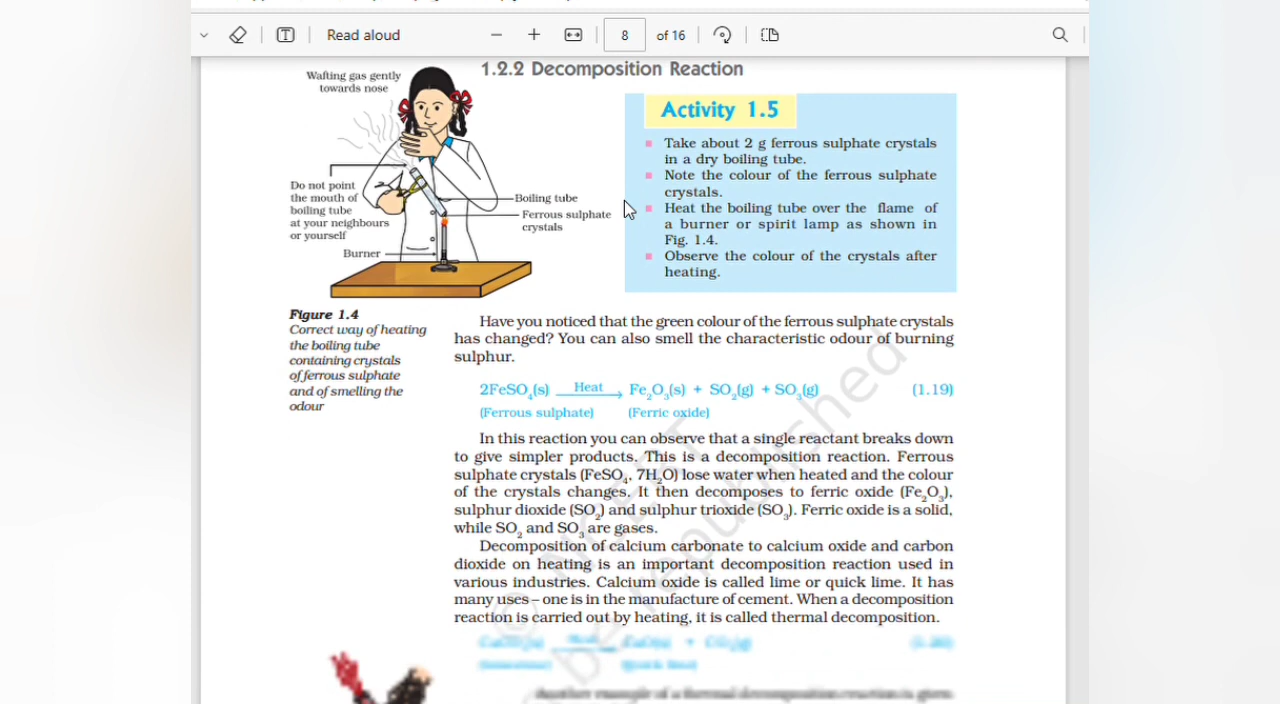 Read aloud
8
of 16
1.2.2 Decomposition Reaction
Wafting gas gently
towards nose
Do not point
the mouth of
boiling tube
at your neighbours
or yourself
Burner
Boiling tube
Ferrous sulphate
crystals
Activity 1.5
Take about 2 g ferrous sulphate crystals
in a dry boiling tube.
Note the colour of the ferrous sulphate
crystals.
Heat the boiling tube over the flame of
a burner or spirit lamp as shown in
Fig. 1.4.
Observe the colour of the crystals after
heating.
Figure 1.4
Correct way of heating
the boiling tube
containing crystals
of ferrous sulphate
and of smelling the
odour
Have you noticed that the green colour of the ferrous sulphate crystals
has changed? You can also smell the characteristic odour of burning
sulphur.
2FeSO₄(s) Heat → Fe₂O₃(s) + SO₂(g) + SO₃(g) (1.19)
(Ferrous sulphate) (Ferric oxide)
In this reaction you can observe that a single reactant breaks down
to give simpler products. This is a decomposition reaction. Ferrous
sulphate crystals (FeSO₄, 7H₂O) lose water when heated and the colour
of the crystals changes. It then decomposes to ferric oxide (Fe₂O₃),
sulphur dioxide (SO₂) and sulphur trioxide (SO₃). Ferric oxide is a solid,
while SO₂ and SO₃ are gases.
Decomposition of calcium carbonate to calcium oxide and carbon
dioxide on heating is an important decomposition reaction used in
various industries. Calcium oxide is called lime or quick lime. It has
many uses – one is in the manufacture of cement. When a decomposition
reaction is carried out by heating, it is called thermal decomposition.
© NCERT
be republished